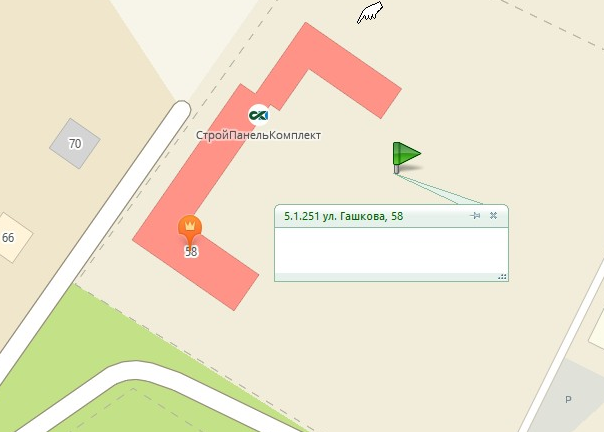 70
СтройПанельКомплект
5.1.251 ул. Гашкова, 58
66
58
P